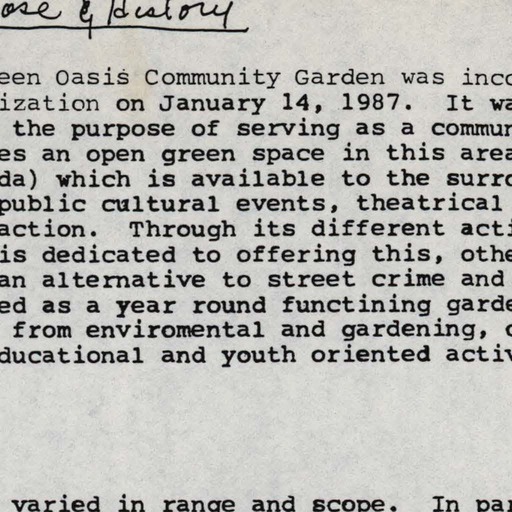 ose & History
een Oasis Community Garden was inco
ization on January 14, 1987. It wa
the purpose of serving as a commun
es an open green space in this area
da) which is available to the surro
public cultural events, theatrical
action. Through its different acti
is dedicated to offering this, othe
an alternative to street crime and
ed as a year round functining garde
from enviromental and gardening, c
ducational and youth oriented activ
varied in range and scope. In par